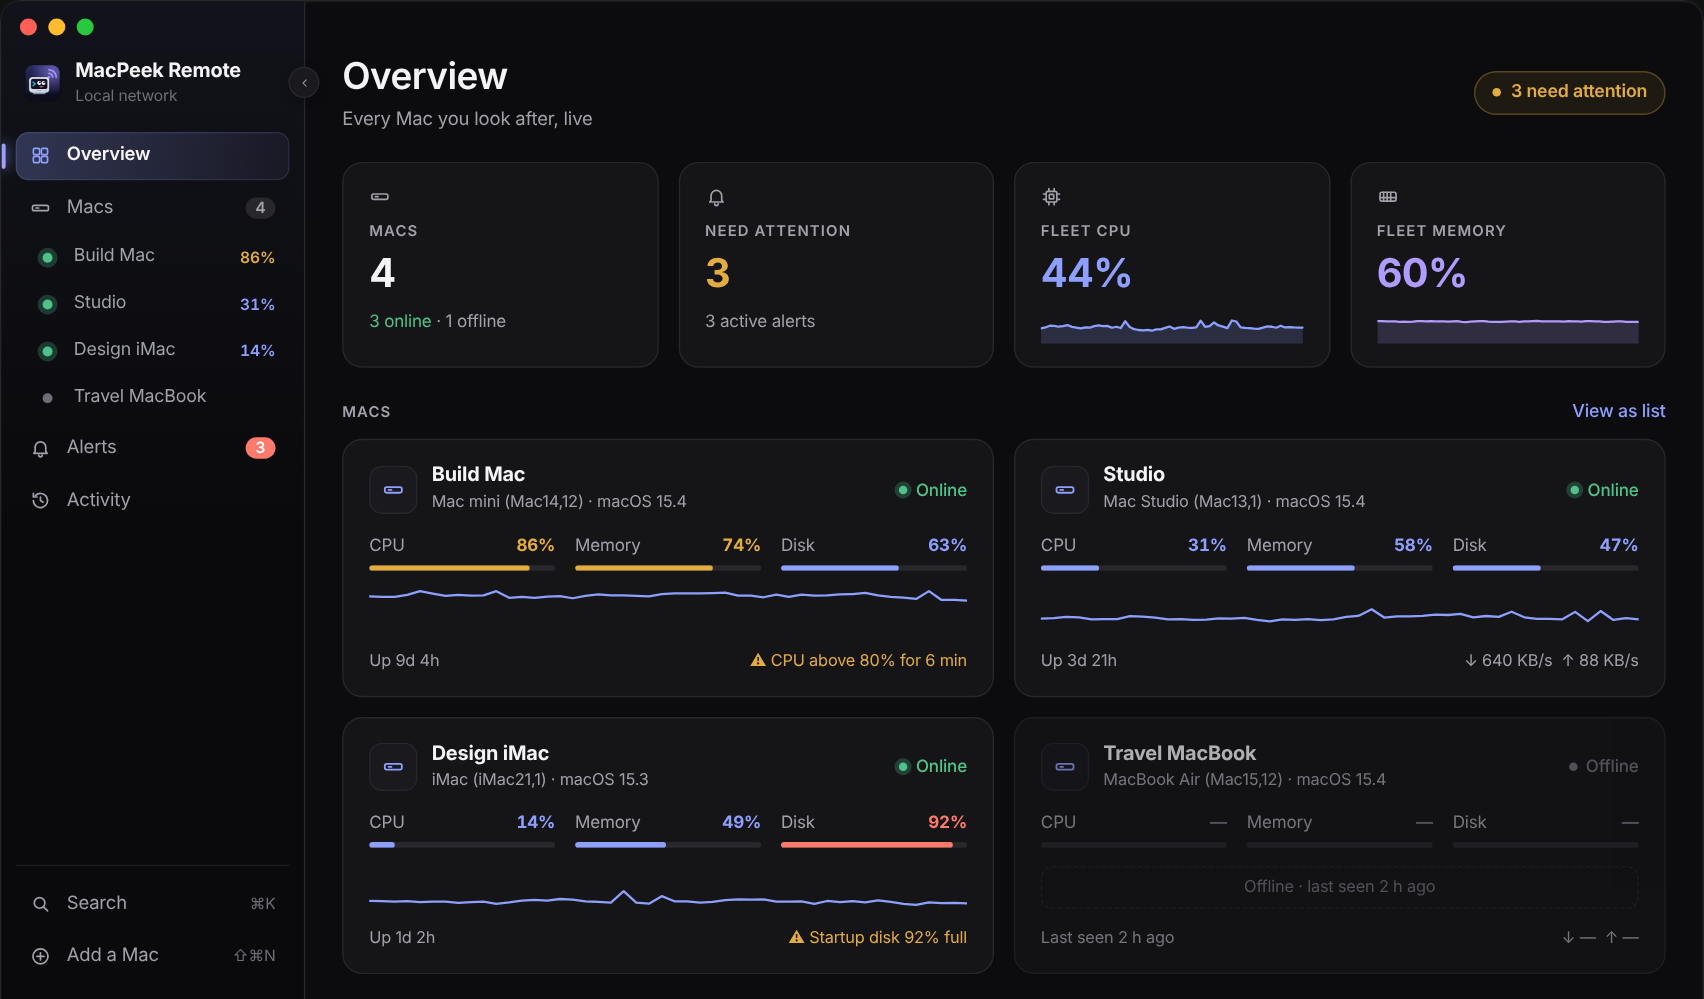 MacPeek Remote
Local network
Overview
Macs 4
Build Mac 86%
Studio 31%
Design iMac 14%
Travel MacBook
Alerts 3
Activity
Search ⌘K
Add a Mac ⇧⌘N
Overview
Every Mac you look after, live
3 need attention
MACS
4
3 online · 1 offline
NEED ATTENTION
3
3 active alerts
FLEET CPU
44%
FLEET MEMORY
60%
MACS
View as list
Build Mac
Mac mini (Mac14,12) · macOS 15.4
Online
CPU 86% Memory 74% Disk 63%
Up 9d 4h
CPU above 80% for 6 min
Studio
Mac Studio (Mac13,1) · macOS 15.4
Online
CPU 31% Memory 58% Disk 47%
Up 3d 21h
↓ 640 KB/s ↑ 88 KB/s
Design iMac
iMac (iMac21,1) · macOS 15.3
Online
CPU 14% Memory 49% Disk 92%
Up 1d 2h
Startup disk 92% full
Travel MacBook
MacBook Air (Mac15,12) · macOS 15.4
Offline
CPU — Memory — Disk —
Offline · last seen 2 h ago
Last seen 2 h ago
↓ — ↑ —